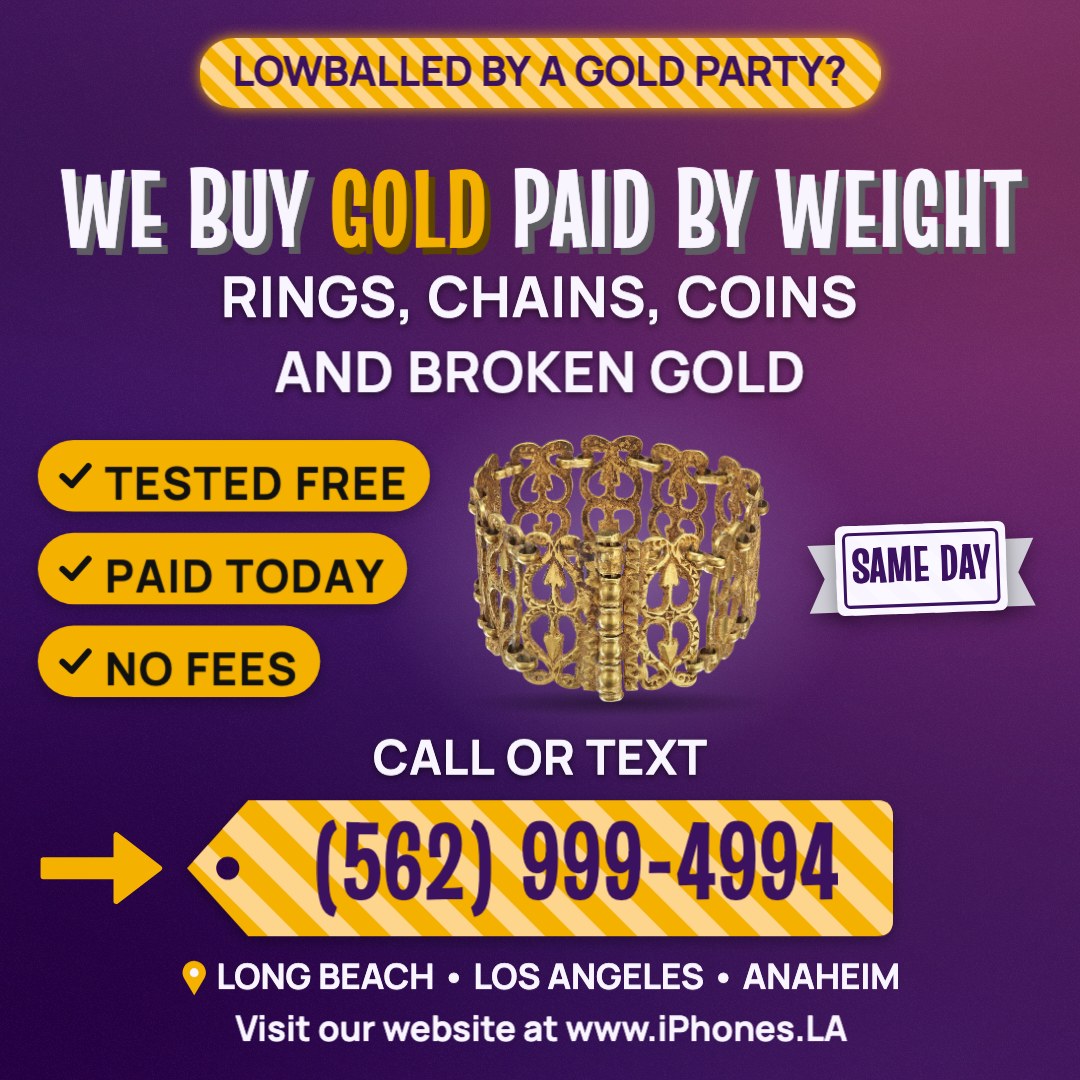 LOWBALLED BY A GOLD PARTY?
WE BUY GOLD PAID BY WEIGHT
RINGS, CHAINS, COINS
AND BROKEN GOLD
TESTED FREE
PAID TODAY
NO FEES
SAME DAY
CALL OR TEXT
(562) 999-4994
LONG BEACH • LOS ANGELES • ANAHEIM
Visit our website at www.iPhones.LA